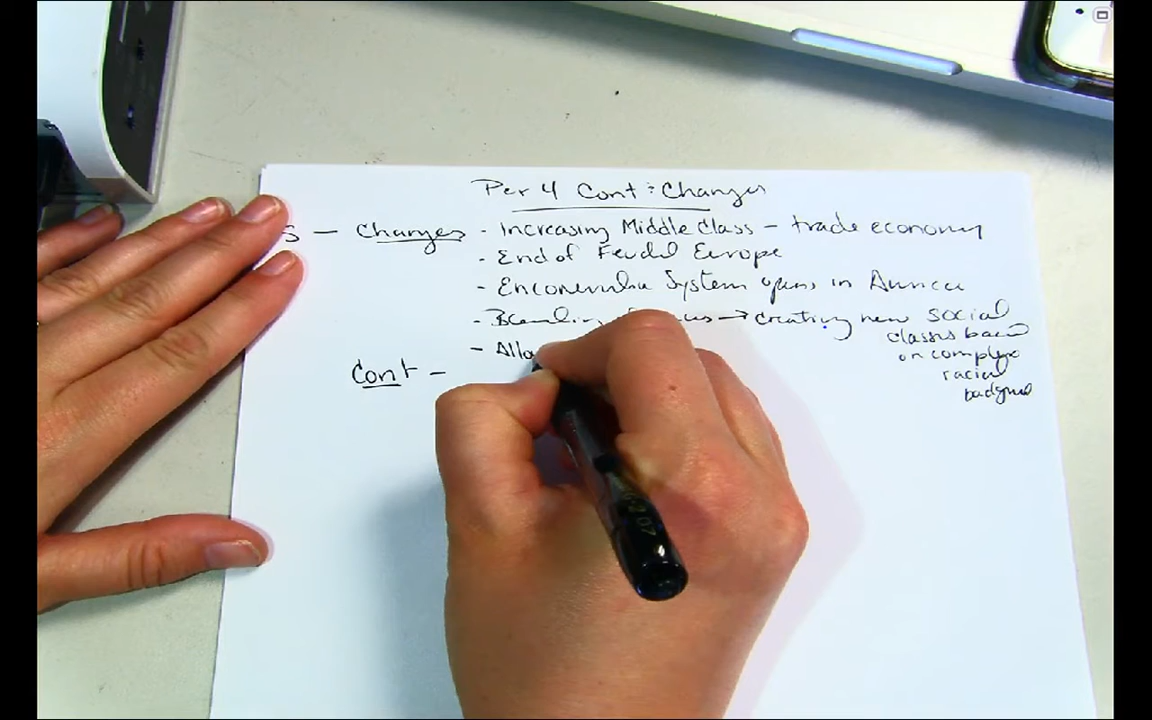 Per 4 Cont : Changes
S — Changes - Increasing Middle Class — trade economy
- End of Feudal Europe
- Encomienda System opens in America
- Blending → creating new social
classes based
- Allo on complex
Cont — racial